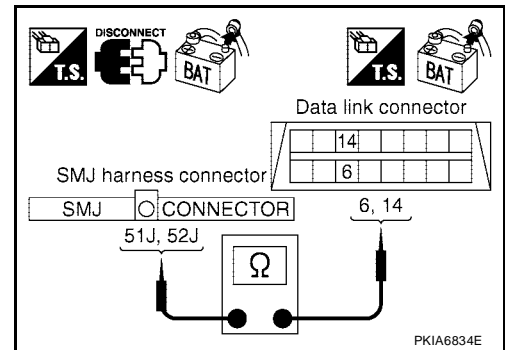 DISCONNECT
T.S.
BAT
T.S.
BAT
Data link connector
14
6
SMJ harness connector
SMJ CONNECTOR
6, 14
51J, 52J
Ω
PKIA6834E